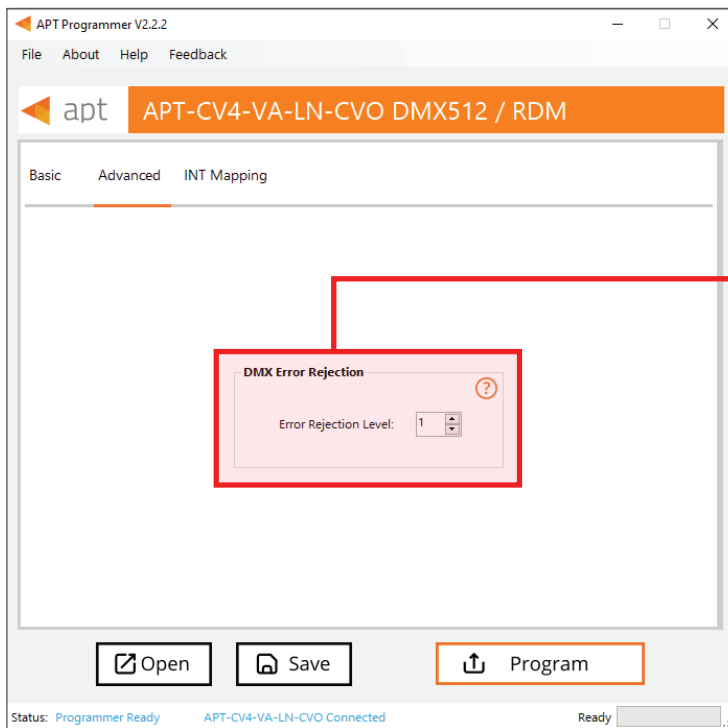 APT Programmer V2.2.2
File About Help Feedback
apt APT-CV4-VA-LN-CVO DMX512 / RDM
Basic Advanced INT Mapping
DMX Error Rejection
?
Error Rejection Level: 1
Open Save Program
Status: Programmer Ready APT-CV4-VA-LN-CVO Connected Ready